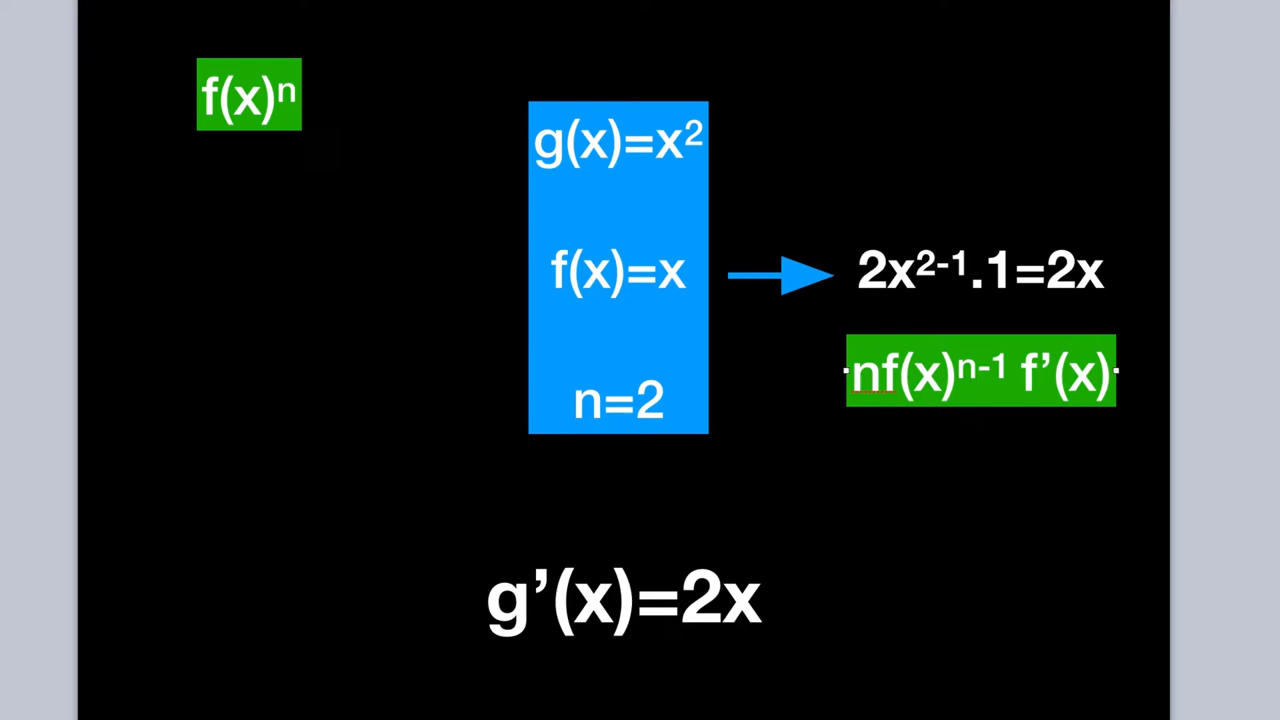 f(x)ⁿ
g(x)=x²
f(x)=x
n=2
2x²⁻¹.1=2x
nf(x)ⁿ⁻¹ f’(x)
g’(x)=2x